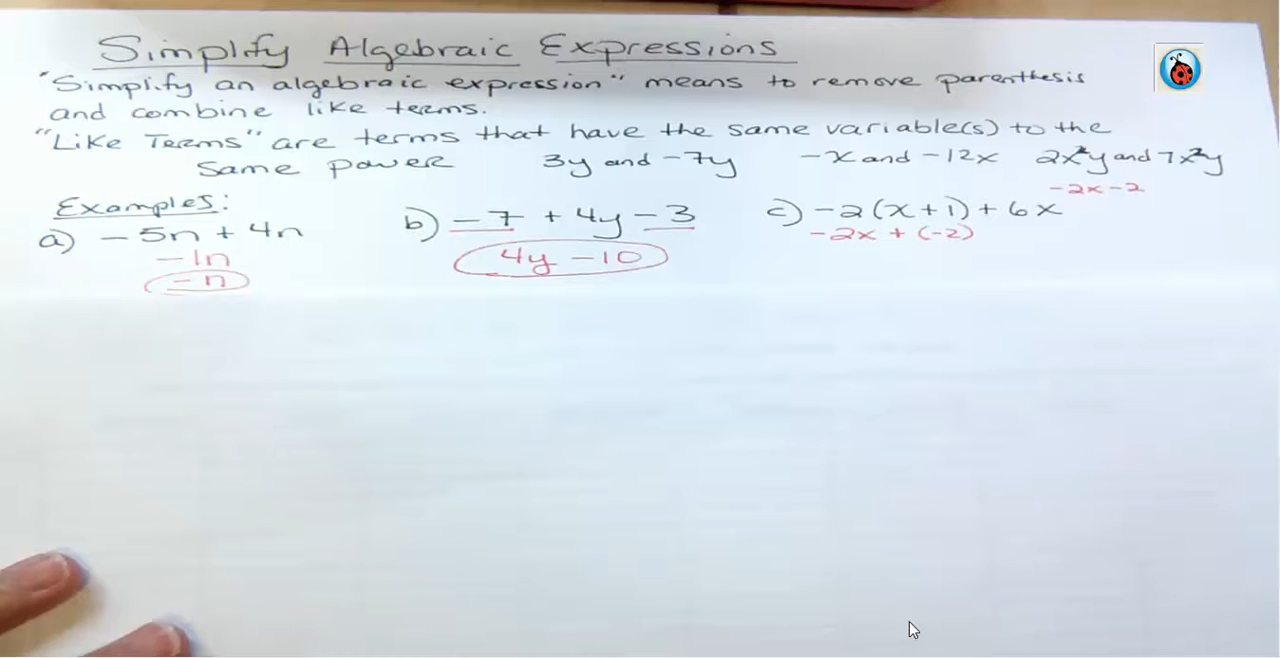 Simplify Algebraic Expressions
"Simplify an algebraic expression" means to remove parenthesis
and combine like terms.
"Like Terms" are terms that have the same variable(s) to the
same power 3y and -7y -x and -12x 2x²y and 7x²y
-2x-2
Examples:
a) -5n + 4n b) -7 + 4y - 3 c) -2(x+1) + 6x
-1n 4y - 10 -2x + (-2)
-n